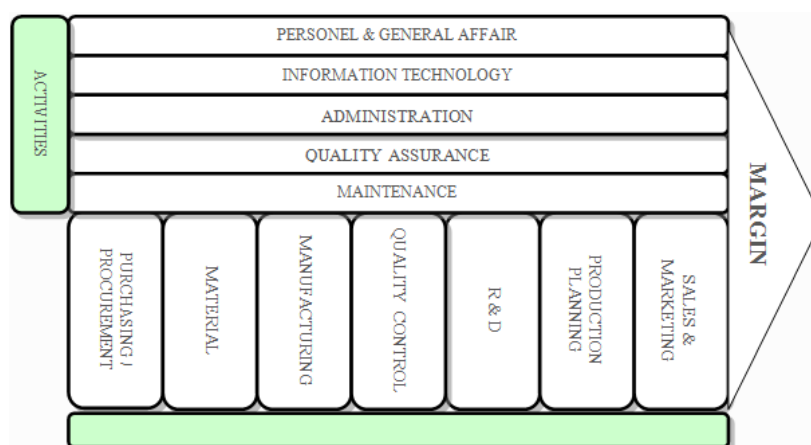 PERSONEL & GENERAL AFFAIR
INFORMATION TECHNOLOGY
ADMINISTRATION
QUALITY ASSURANCE
MAINTENANCE
ACTIVITIES
PURCHASING /
PROCUREMENT
MATERIAL
MANUFACTURING
QUALITY CONTROL
R & D
PRODUCTION
PLANNING
SALES &
MARKETING
MARGIN